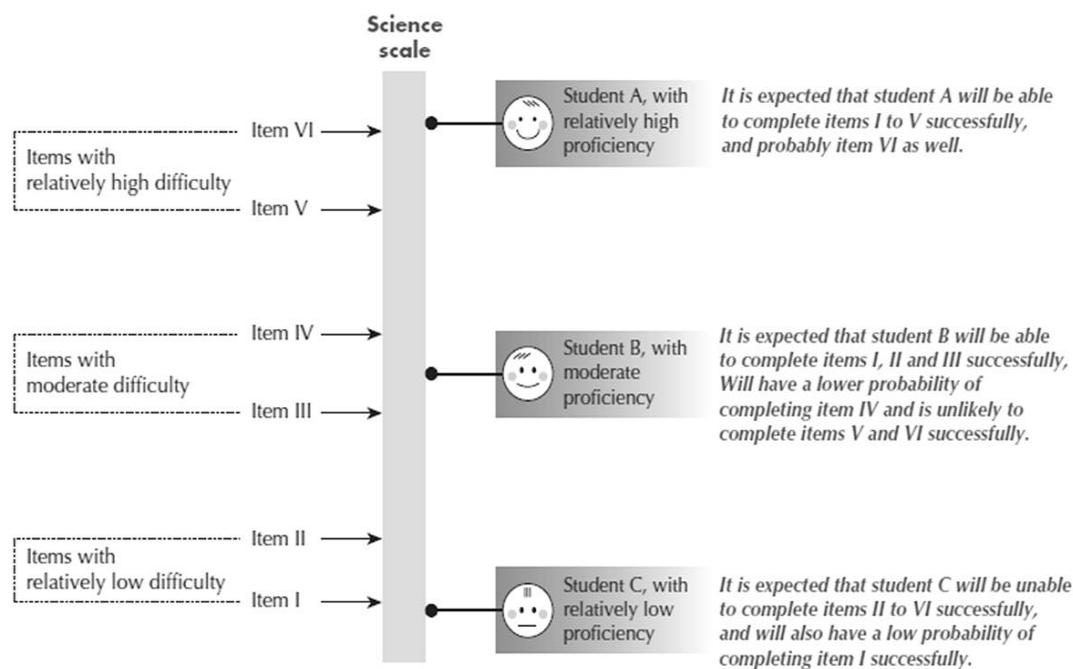 Science
scale
Item VI
Items with
relatively high difficulty
Item V
Student A, with
relatively high
proficiency
It is expected that student A will be able
to complete items I to V successfully,
and probably item VI as well.
Item IV
Items with
moderate difficulty
Item III
Student B, with
moderate
proficiency
It is expected that student B will be able
to complete items I, II and III successfully,
Will have a lower probability of
completing item IV and is unlikely to
complete items V and VI successfully.
Item II
Items with
relatively low difficulty
Item I
Student C, with
relatively low
proficiency
It is expected that student C will be unable
to complete items II to VI successfully,
and will also have a low probability of
completing item I successfully.